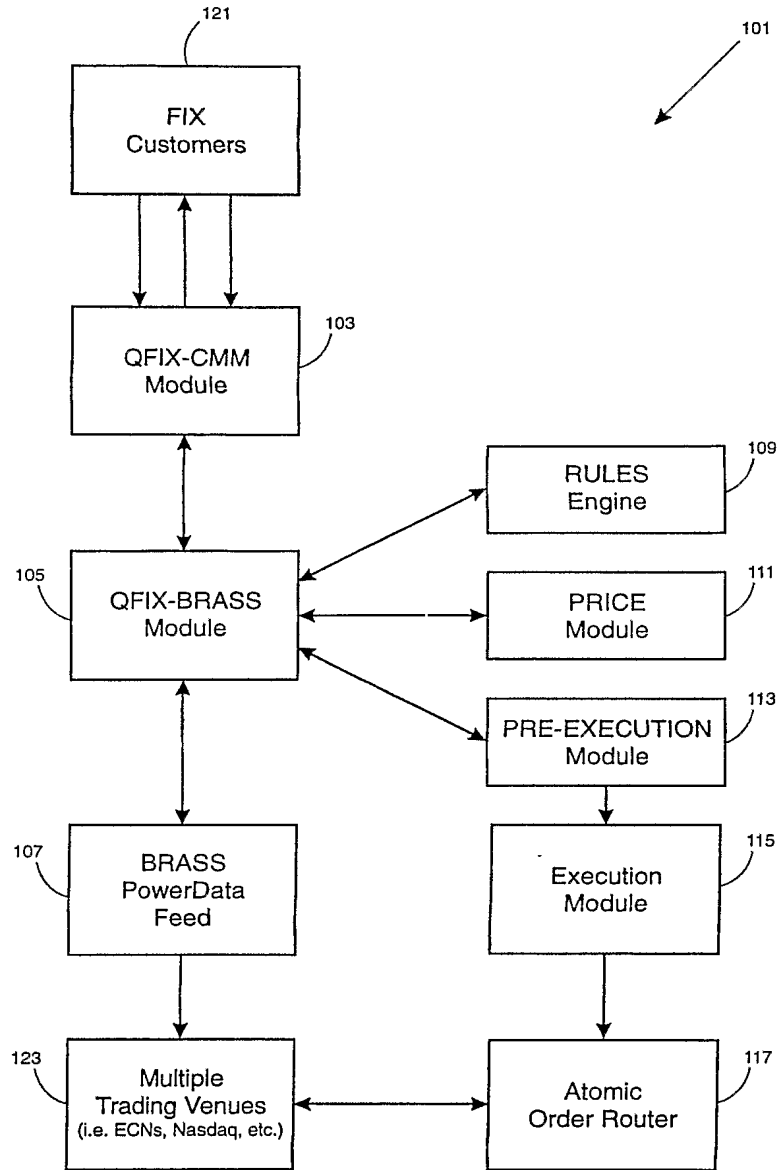 121
101
FIX
Customers
103
QFIX-CMM
Module
109
RULES
Engine
105
QFIX-BRASS
Module
111
PRICE
Module
113
PRE-EXECUTION
Module
107
BRASS
PowerData
Feed
115
Execution
Module
123
Multiple
Trading Venues
(i.e. ECNs, Nasdaq, etc.)
117
Atomic
Order Router